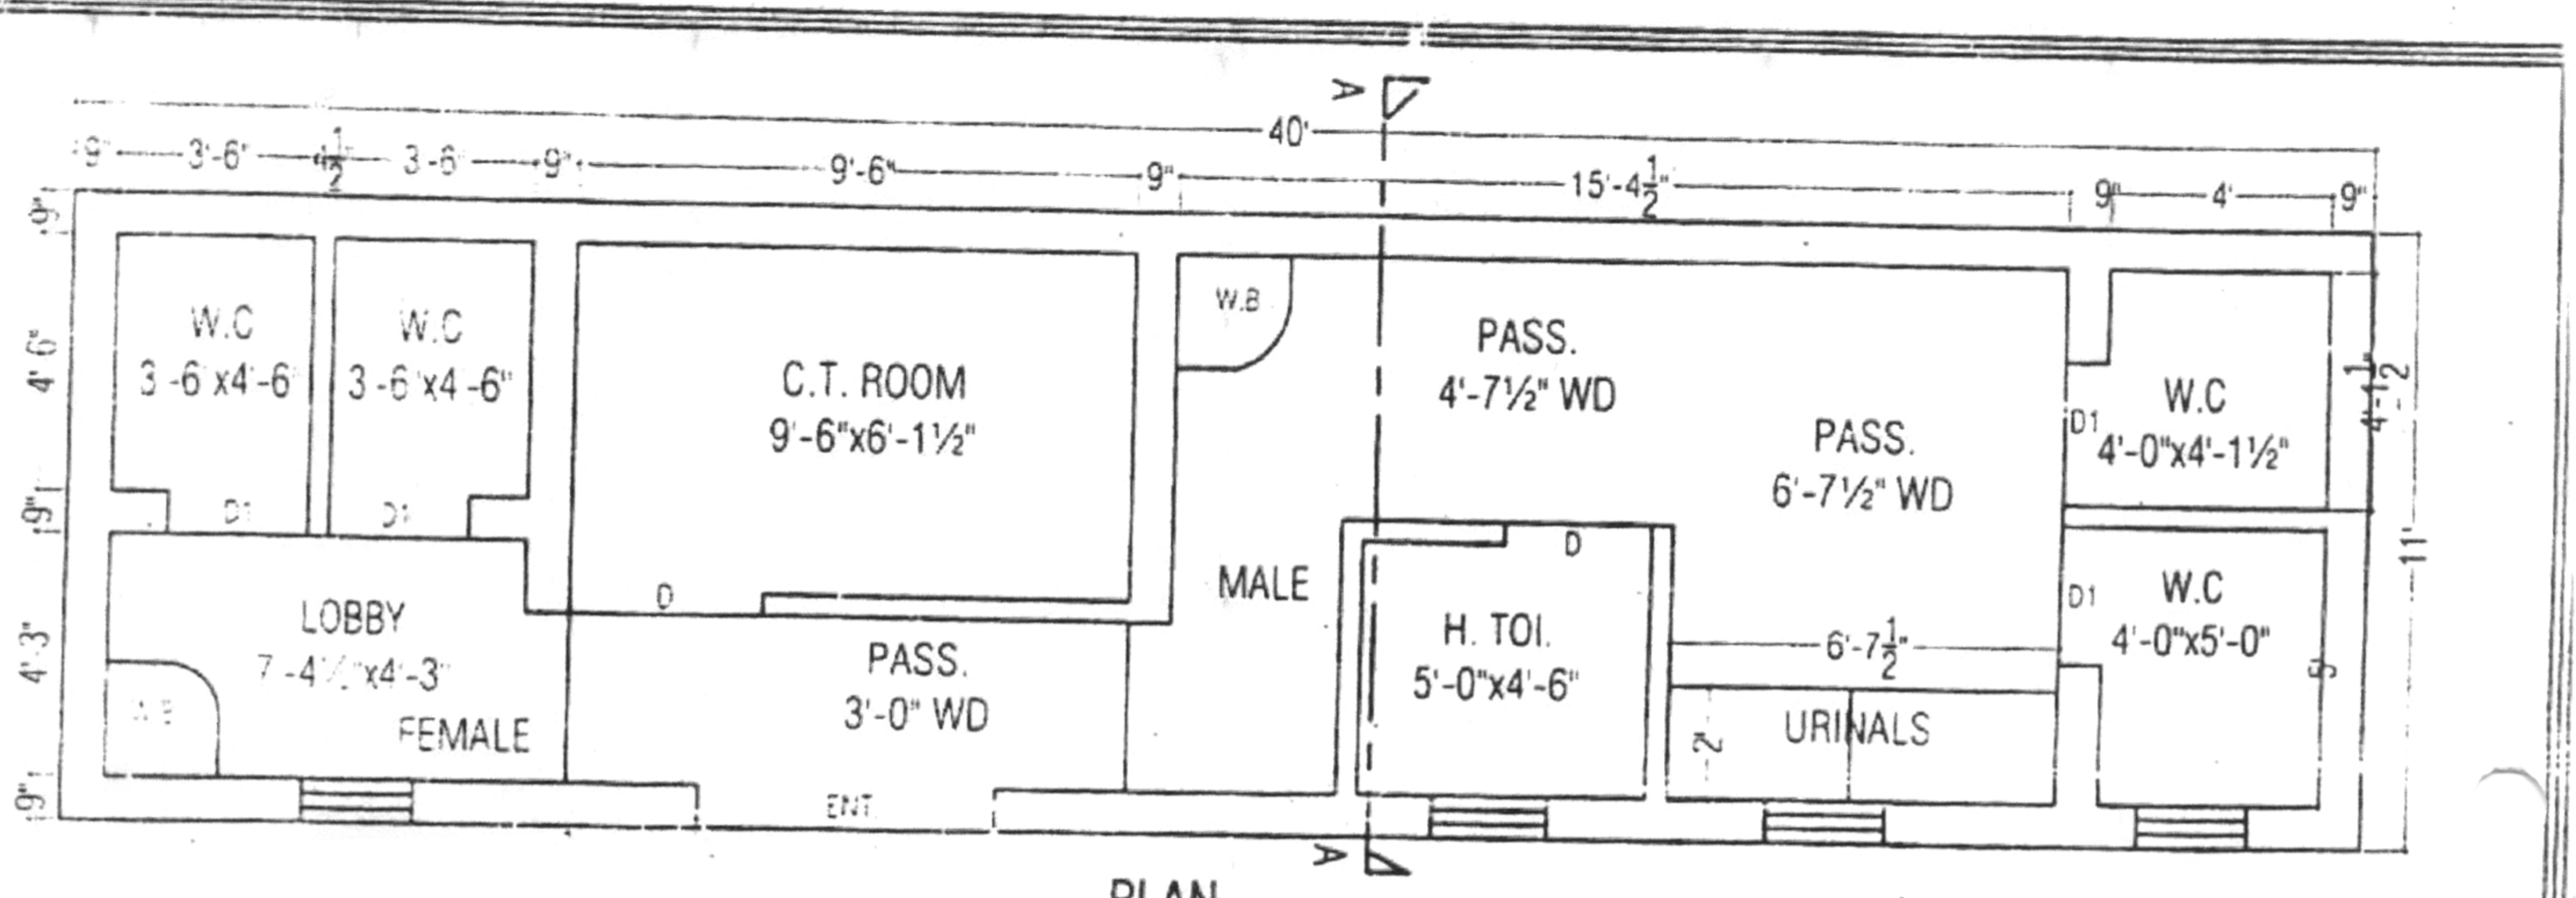 A
40'
9" 3'-6" 4½ 3-6 9" 9'-6" 9" 15'-4½" 9" 4' 9"
9"
4'6"
9"
4'3"
9"
W.C
3-6x4'-6
D1
W.C
3-6x4-6"
D1
C.T. ROOM
9'-6"x6'-1½"
D
W.B
PASS.
4'-7½" WD
PASS.
6'-7½" WD
D1
W.C
4'-0"x4'-1½"
4'-1½
11'
LOBBY
FEMALE
PASS.
3'-0" WD
ENT.
MALE
D
H. TOI.
5'-0"x4'-6"
6'-7½"
2'
URINALS
D1
W.C
4'-0"x5'-0"
5'
A
PLAN